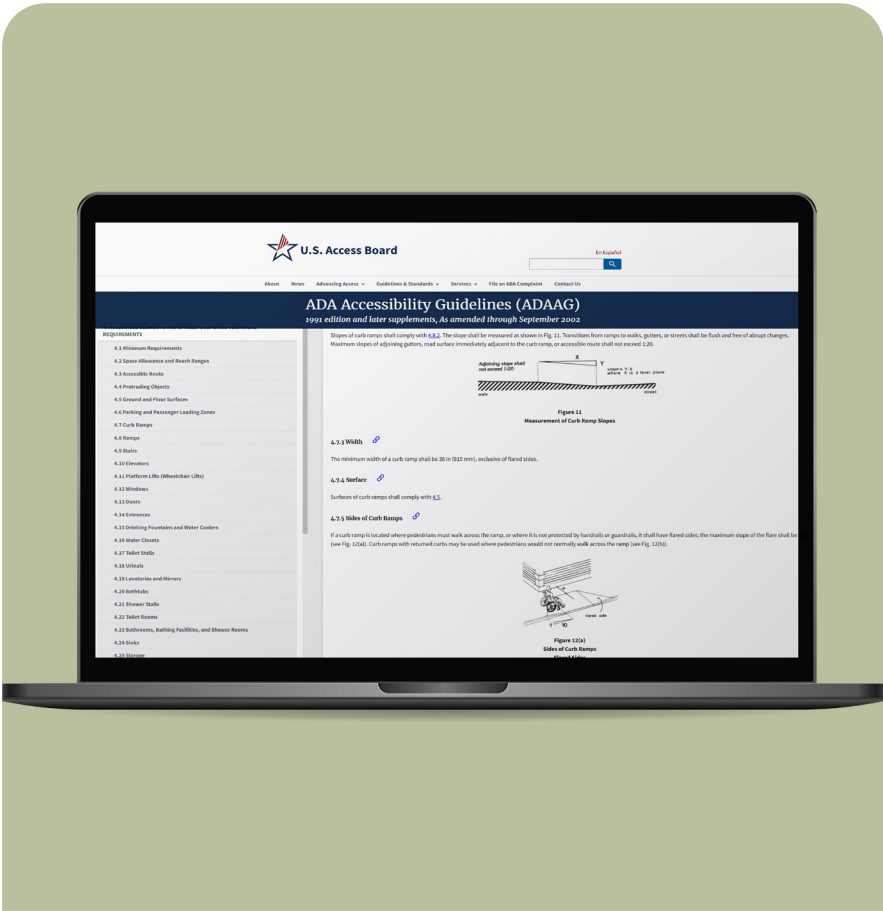 U.S. Access Board
En Español
About News Advancing Access Guidelines & Standards Services File an ABA Complaint Contact Us
ADA Accessibility Guidelines (ADAAG)
1991 edition and later supplements, As amended through September 2002
REQUIREMENTS
4.1 Minimum Requirements
4.2 Space Allowance and Reach Ranges
4.3 Accessible Route
4.4 Protruding Objects
4.5 Ground and Floor Surfaces
4.6 Parking and Passenger Loading Zones
4.7 Curb Ramps
4.8 Ramps
4.9 Stairs
4.10 Elevators
4.11 Platform Lifts (Wheelchair Lifts)
4.12 Windows
4.13 Doors
4.14 Entrances
4.15 Drinking Fountains and Water Coolers
4.16 Water Closets
4.17 Toilet Stalls
4.18 Urinals
4.19 Lavatories and Mirrors
4.20 Bathtubs
4.21 Shower Stalls
4.22 Toilet Rooms
4.23 Bathrooms, Bathing Facilities, and Shower Rooms
4.24 Sinks
4.25 Storage
Slopes of curb ramps shall comply with 4.8.2. The slope shall be measured as shown in Fig. 11. Transitions from ramps to walks, gutters, or streets shall be flush and free of abrupt changes.
Maximum slopes of adjoining gutters, road surface immediately adjacent to the curb ramp, or accessible route shall not exceed 1:20.
Adjoining slope shall
not exceed 1:20
X
Y
slope = Y:X
where X is a level plane
walk
street
Figure 11
Measurement of Curb Ramp Slopes
4.7.3 Width
The minimum width of a curb ramp shall be 36 in (915 mm), exclusive of flared sides.
4.7.4 Surface
Surfaces of curb ramps shall comply with 4.5.
4.7.5 Sides of Curb Ramps
If a curb ramp is located where pedestrians must walk across the ramp, or where it is not protected by handrails or guardrails, it shall have flared sides; the maximum slope of the flare shall be
(see Fig. 12(a)). Curb ramps with returned curbs may be used where pedestrians would not normally walk across the ramp (see Fig. 12(b)).
flared side
1 10
Figure 12(a)
Sides of Curb Ramps
Flared Sides